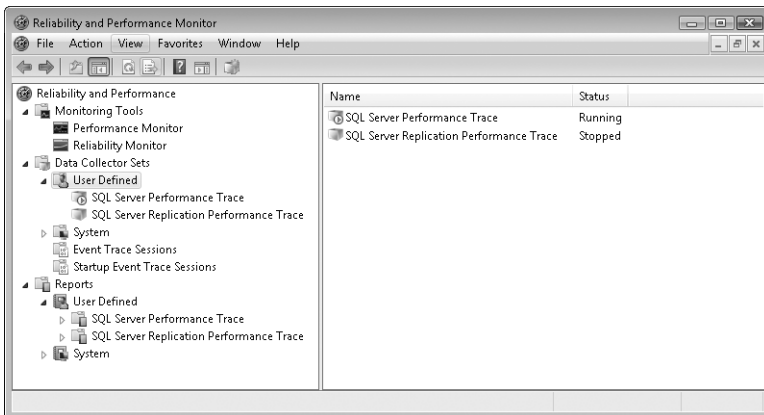 Reliability and Performance Monitor
File Action View Favorites Window Help
Reliability and Performance
Monitoring Tools
Performance Monitor
Reliability Monitor
Data Collector Sets
User Defined
SQL Server Performance Trace
SQL Server Replication Performance Trace
System
Event Trace Sessions
Startup Event Trace Sessions
Reports
User Defined
SQL Server Performance Trace
SQL Server Replication Performance Trace
System
Name Status
SQL Server Performance Trace Running
SQL Server Replication Performance Trace Stopped